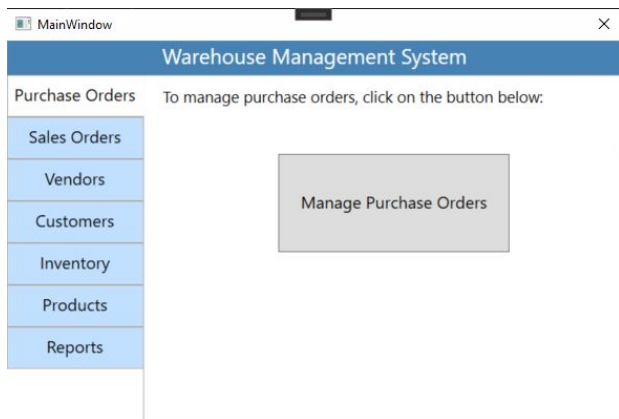 MainWindow
Warehouse Management System
Purchase Orders
To manage purchase orders, click on the button below:
Sales Orders
Vendors
Manage Purchase Orders
Customers
Inventory
Products
Reports